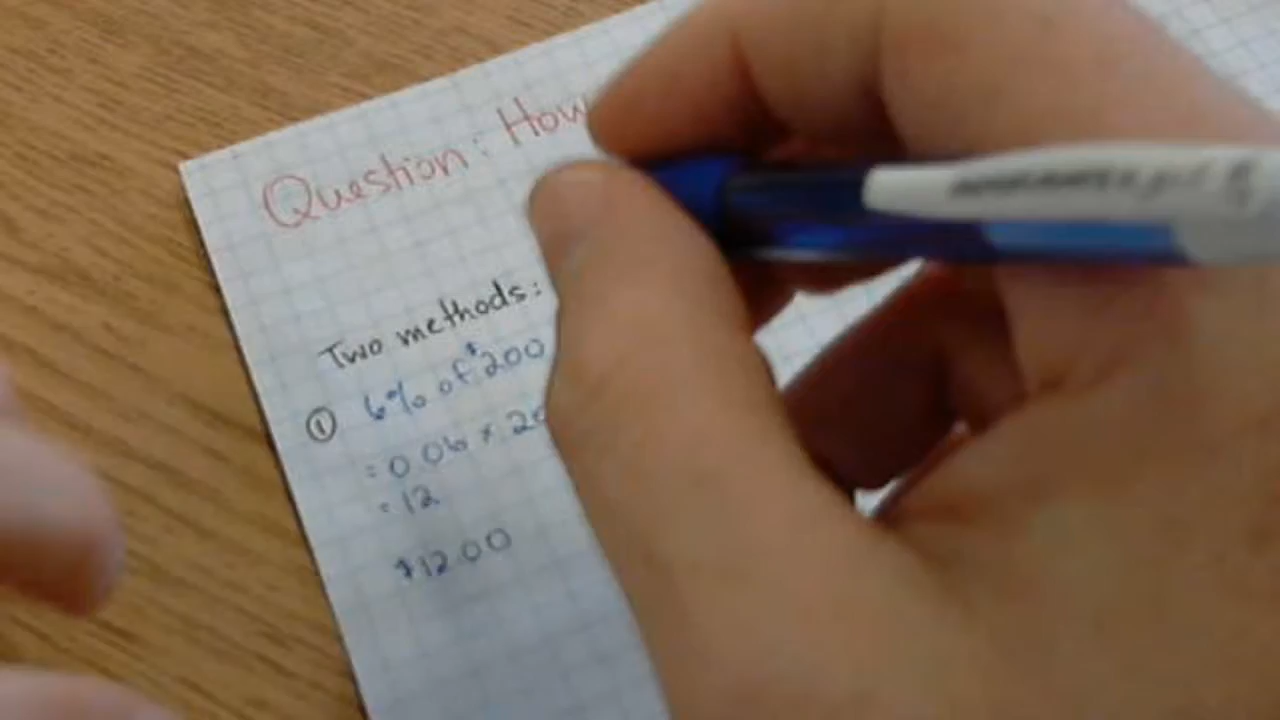 Question: How
Two methods:
① 6% of $200
= 0.06 × 20
= 12
$12.00